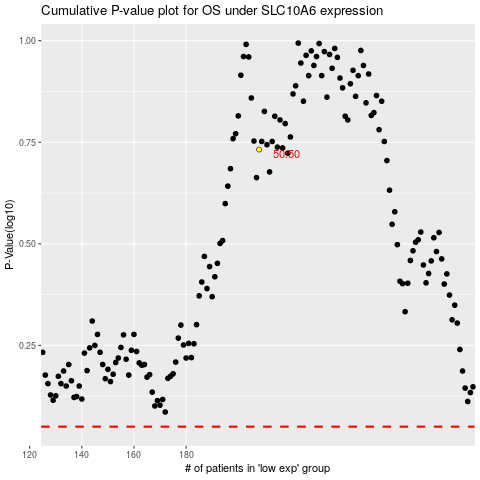 Cumulative P-value plot for OS under SLC10A6 expression
1.00
0.75
0.50
0.25
P-Value(log10)
50:50
120 140 160 180
# of patients in 'low exp' group